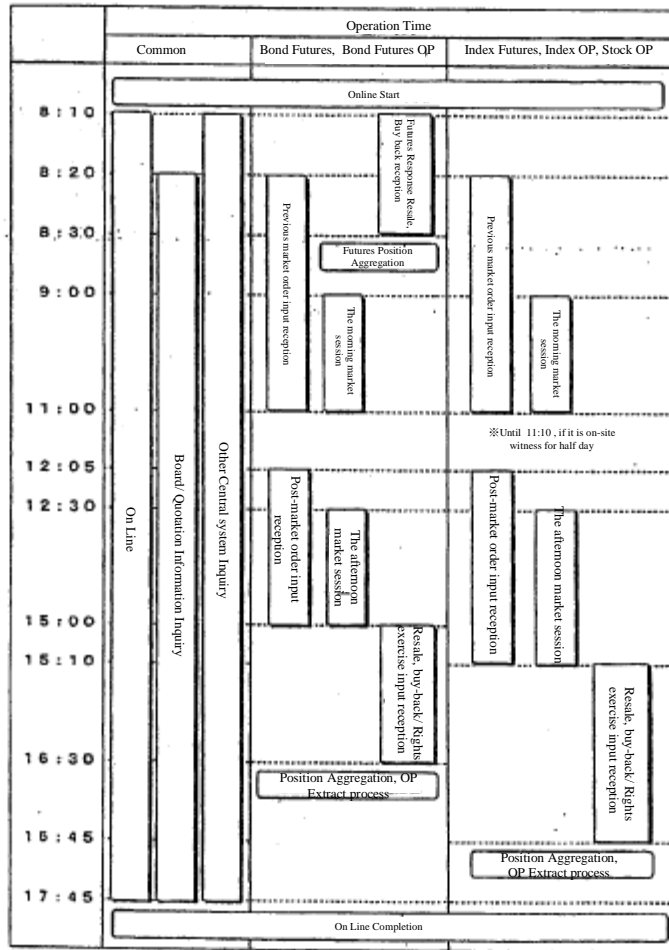 Operation Time
Common
Bond Futures, Bond Futures OP
Index Futures, Index OP, Stock OP
Online Start
8:10
8:20
8:30
9:00
11:00
12:05
12:30
15:00
15:10
16:30
15:45
17:45
On Line
Board/ Quotation Information Inquiry
Other Central system Inquiry
Previous market order input reception
Futures Response Resale,
Buy back reception
Futures Position
Aggregation
The morning market
session
Post-market order input
reception
The afternoon
market session
Resale, buy-back/ Rights
exercise input reception
Position Aggregation, OP
Extract process
Previous market order input reception
The morning market
session
※Until 11:10 , if it is on-site
witness for half day
Post-market order input reception
The afternoon market session
Resale, buy-back/ Rights
exercise input reception
Position Aggregation,
OP Extract process
On Line Completion